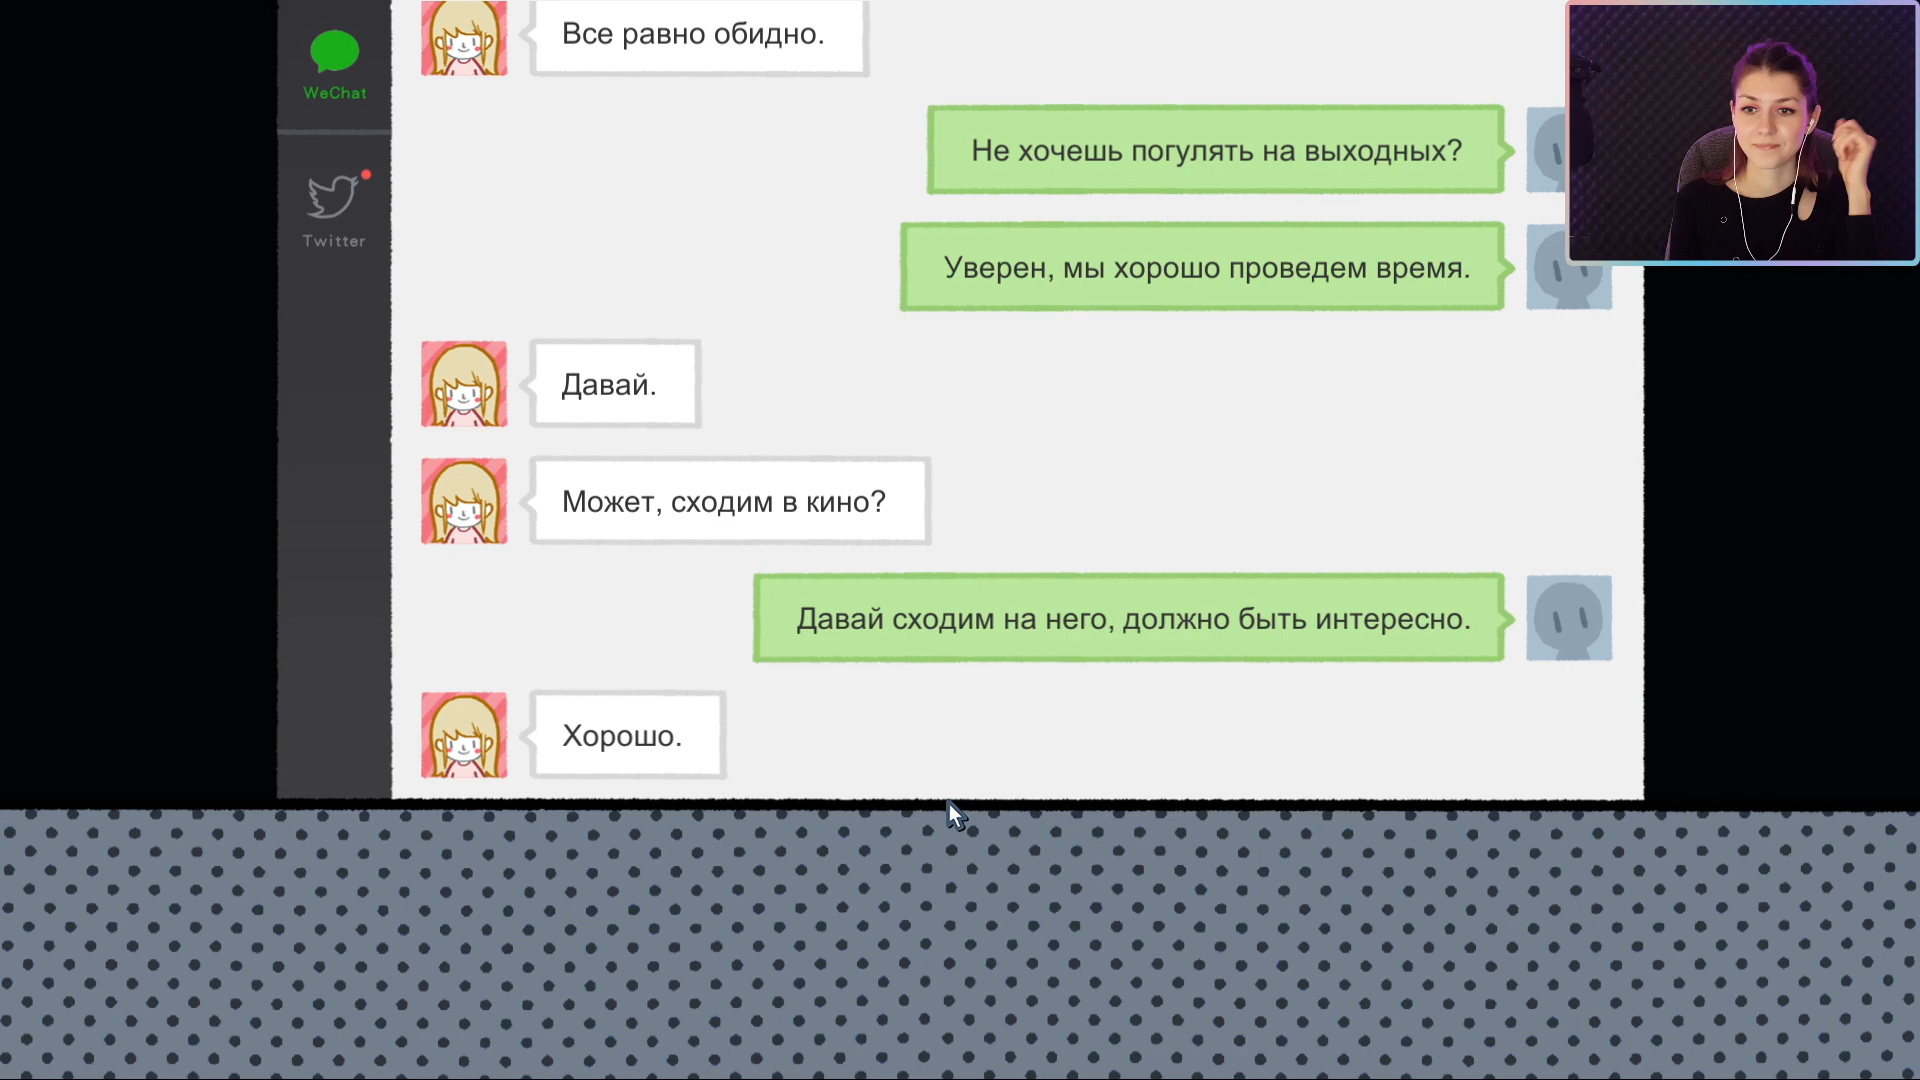 Все равно обидно.
WeChat
Не хочешь погулять на выходных?
Twitter
Уверен, мы хорошо проведем время.
Давай.
Может, сходим в кино?
Давай сходим на него, должно быть интересно.
Хорошо.